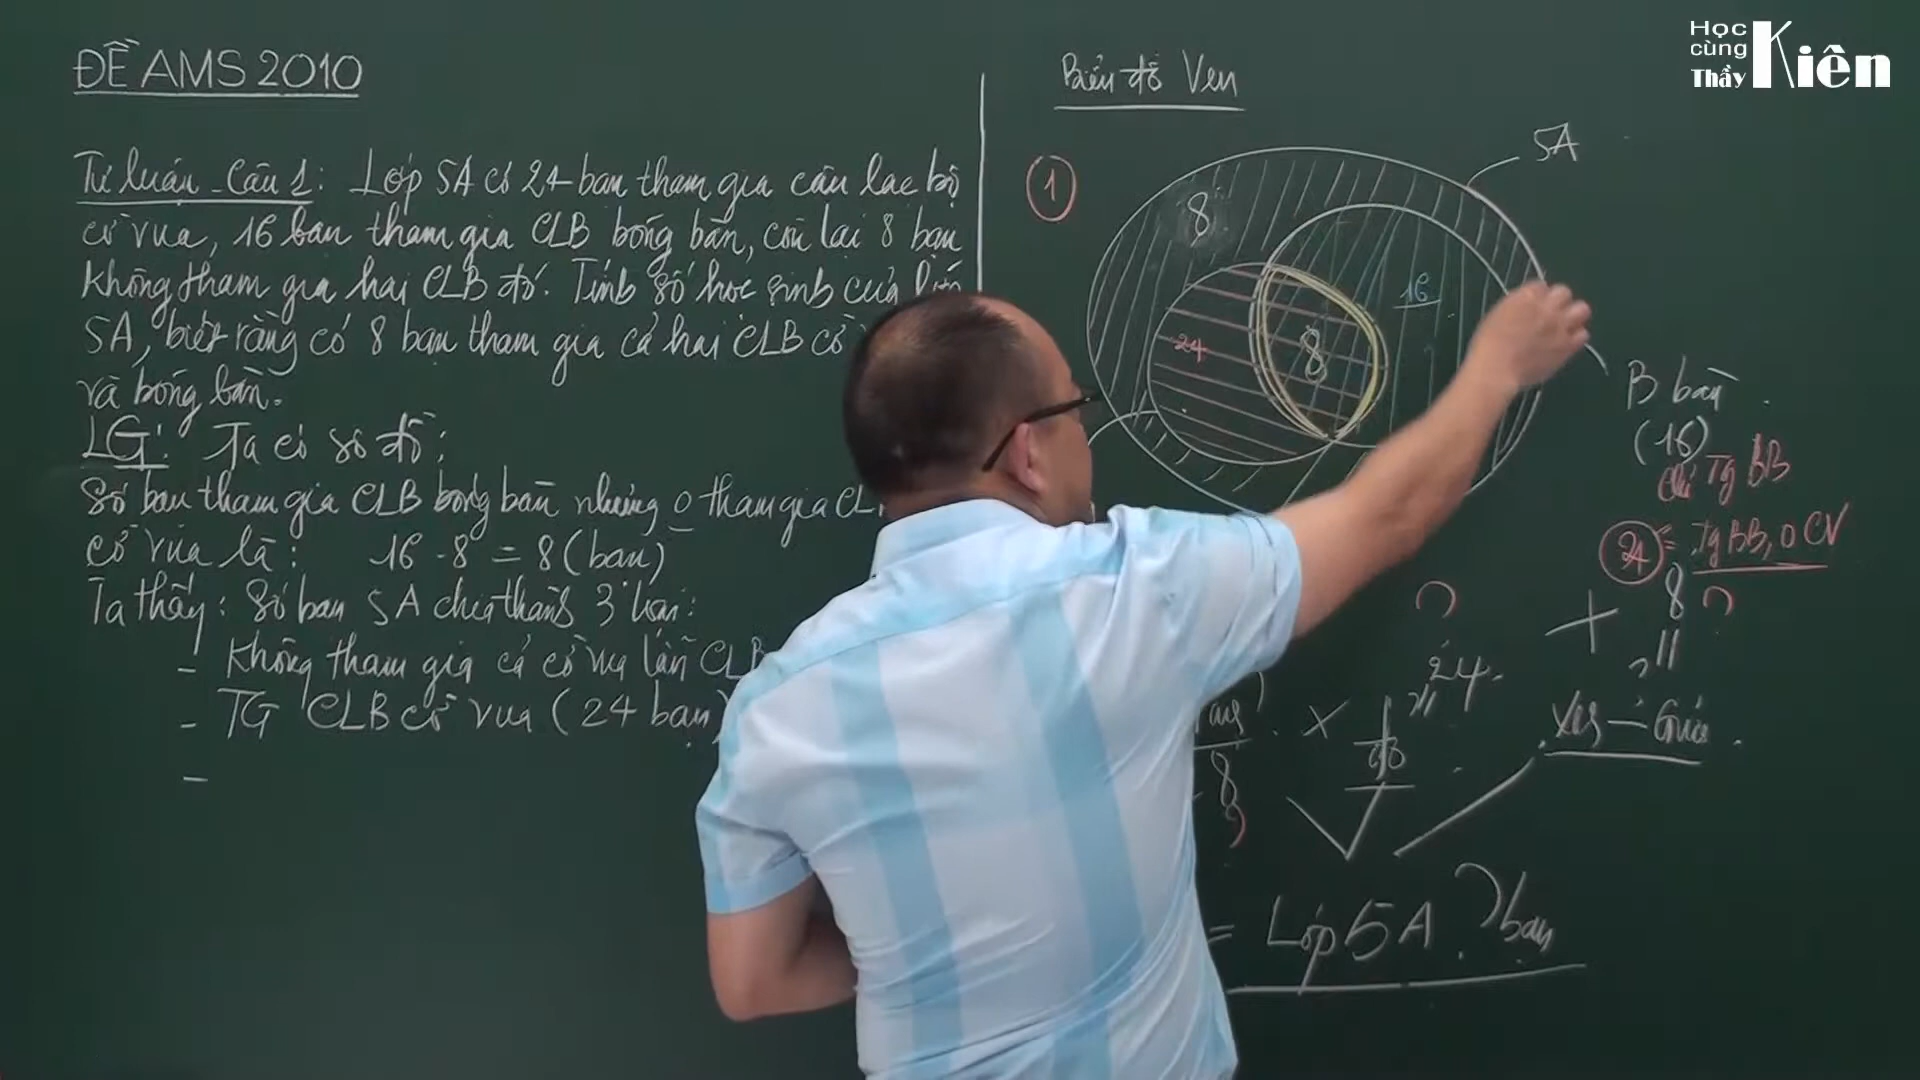 ĐỀ AMS 2010
Tự luận - Câu 1: Lớp 5A có 24 bạn tham gia câu lạc bộ
cờ vua, 16 bạn tham gia CLB bóng bàn, còn lại 8 bạn
không tham gia hai CLB đó. Tính số học sinh của lớp
5A, biết rằng có 8 bạn tham gia cả hai CLB cờ
và bóng bàn.
LG: Ta có sơ đồ:
Số bạn tham gia CLB bóng bàn nhưng 0 tham gia CL
cờ vua là: 16 - 8 = 8 (bạn)
Ta thấy: Số bạn 5A chia thành 3 loại:
- Không tham gia cả cờ vua lẫn CLB
- TG CLB cờ vua (24 bạn)
-
Biểu đồ Ven
1
5A
8
16
24
8
B bàn
(16)
chỉ Tg BB
2 = Tg BB, 0 CV
8 ?
?
24
+
đỏ
Xes - Giữa
8
?
= Lớp 5A ? bạn
Học
cùng
Thầy Kiên